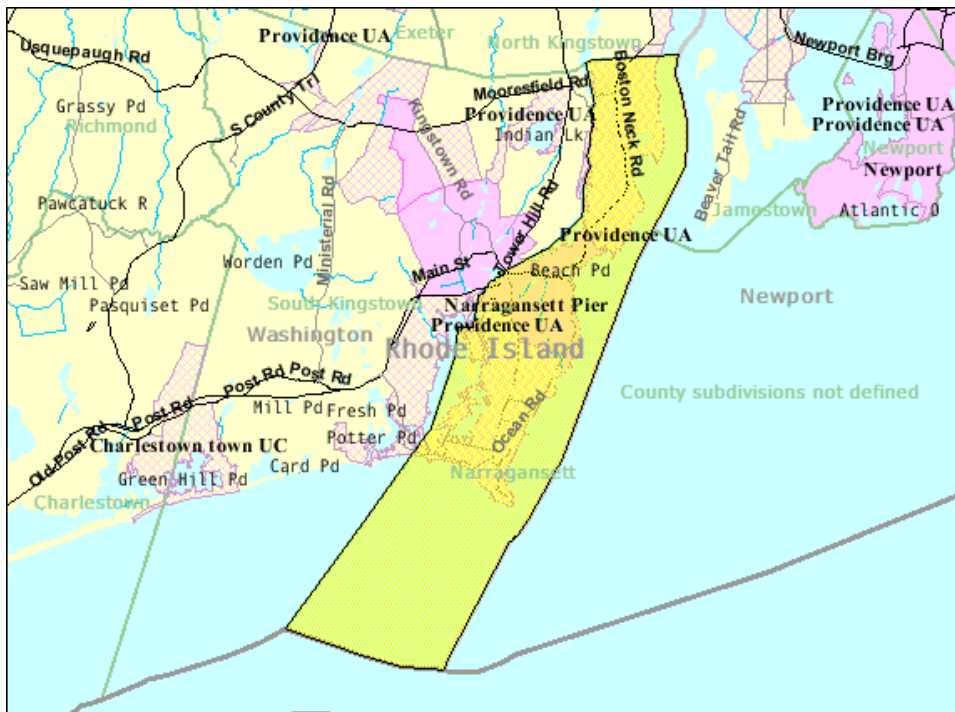 Providence UA
Exeter
North Kingstown
Usquepaugh Rd
Newport Brg
Boston Neck Rd
Mooresfield Rd
S County Trl
Grassy Pd
Kingstown Rd
Providence UA
Providence UA
Richmond
Indian Lk
Providence UA
Newport
Beaver Tail Rd
Newport
Ministerial Rd
Pawcatuck R
Tower Hill Rd
Jamestown
Atlantic O
Providence UA
Worden Pd
Main St
Beach Pd
Saw Mill Pd
Pasquiset Pd
South Kingstown
Narragansett Pier
Newport
Washington
Providence UA
Rhode Island
Post Rd
Post Rd
County subdivisions not defined
Post Rd
Mill Pd
Fresh Pd
Ocean Rd
Old Post Rd
Charlestown town UC
Potter Pd
Card Pd
Green Hill Pd
Narragansett
Charlestown